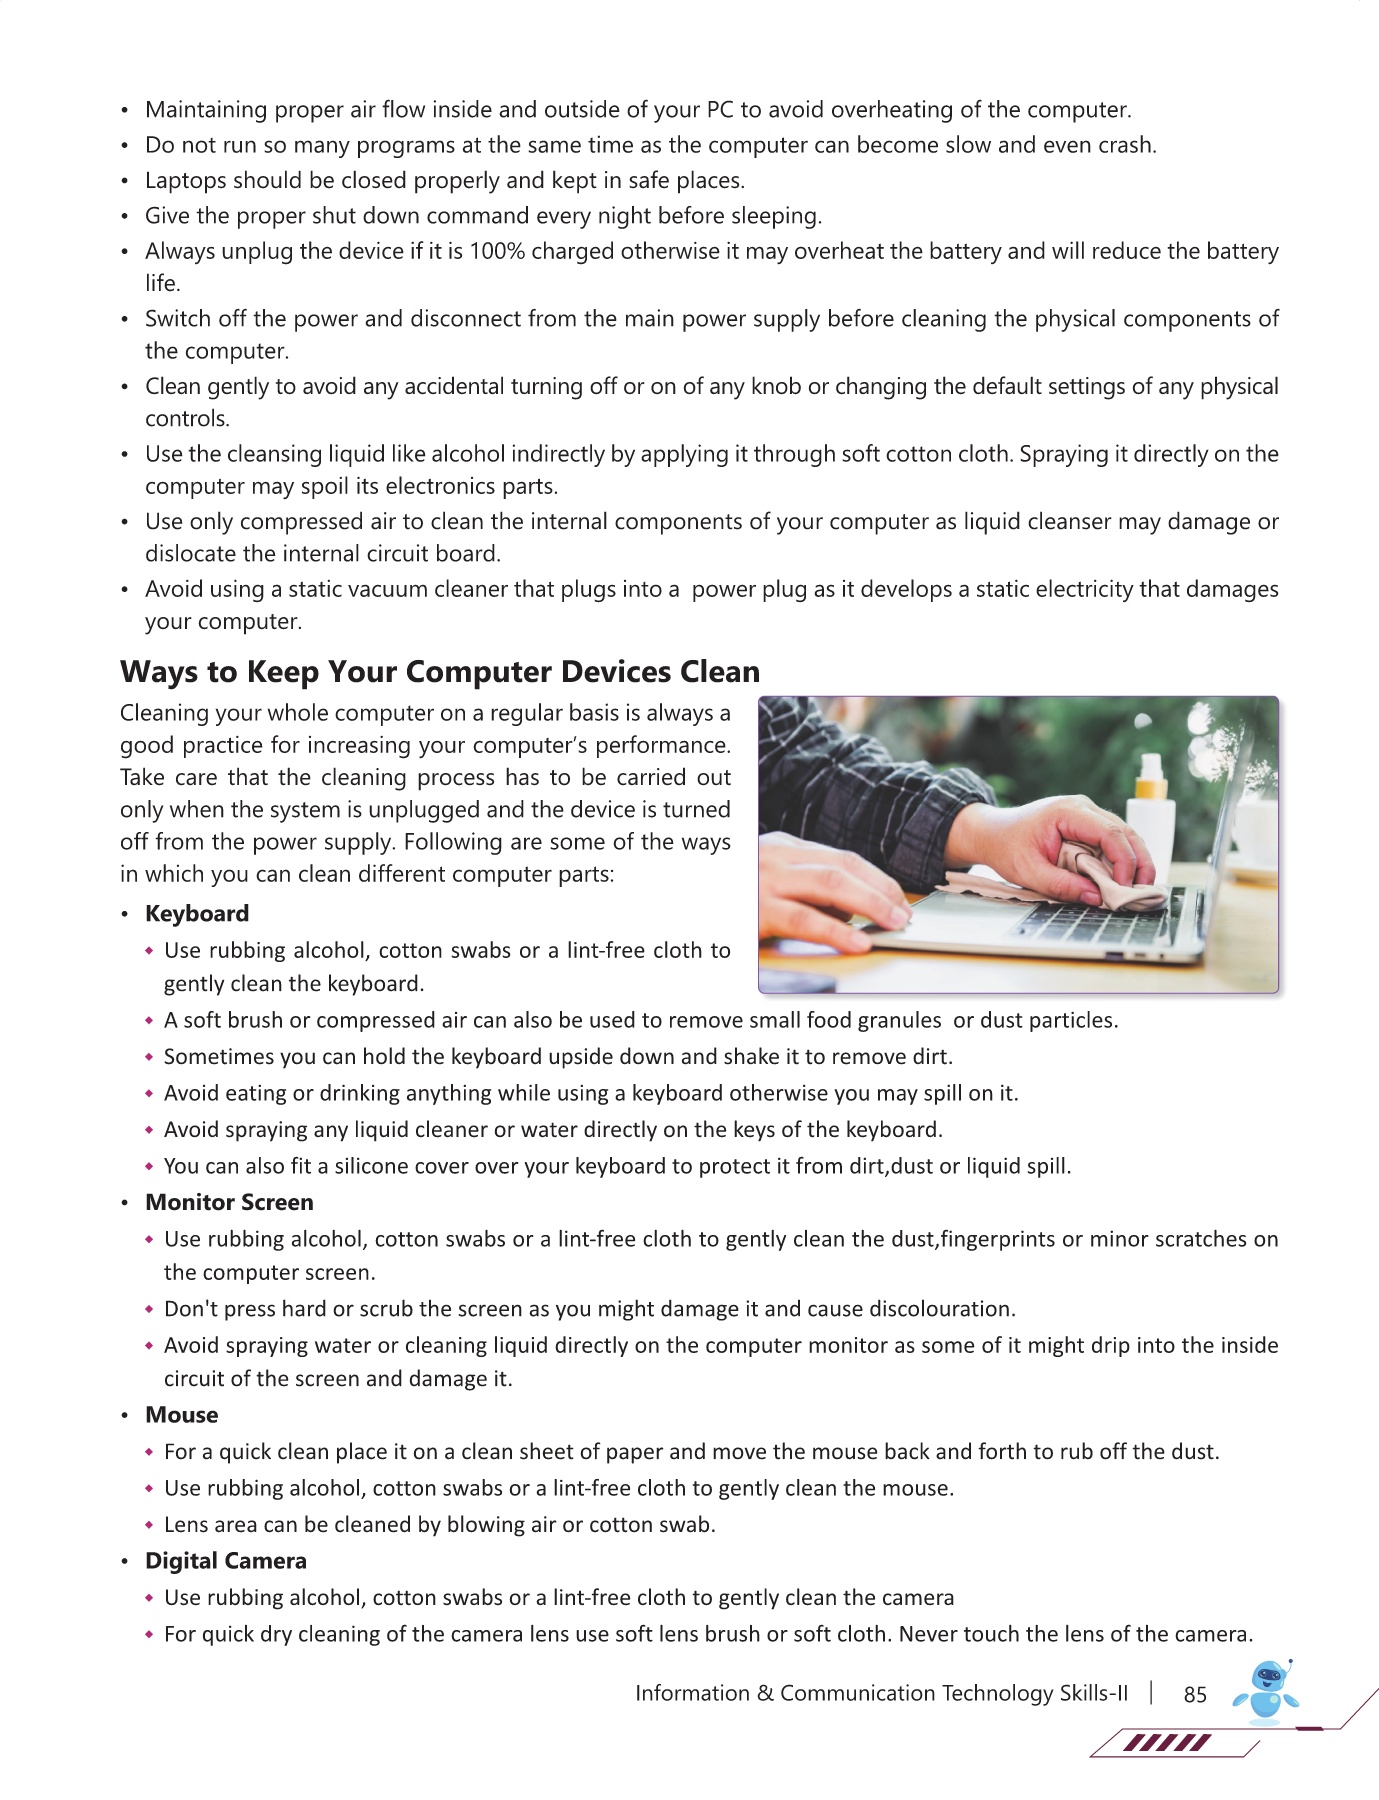 • Maintaining proper air flow inside and outside of your PC to avoid overheating of the computer.
• Do not run so many programs at the same time as the computer can become slow and even crash.
• Laptops should be closed properly and kept in safe places.
• Give the proper shut down command every night before sleeping.
• Always unplug the device if it is 100% charged otherwise it may overheat the battery and will reduce the battery
life.
• Switch off the power and disconnect from the main power supply before cleaning the physical components of
the computer.
• Clean gently to avoid any accidental turning off or on of any knob or changing the default settings of any physical
controls.
• Use the cleansing liquid like alcohol indirectly by applying it through soft cotton cloth. Spraying it directly on the
computer may spoil its electronics parts.
• Use only compressed air to clean the internal components of your computer as liquid cleanser may damage or
dislocate the internal circuit board.
• Avoid using a static vacuum cleaner that plugs into a power plug as it develops a static electricity that damages
your computer.
Ways to Keep Your Computer Devices Clean
Cleaning your whole computer on a regular basis is always a
good practice for increasing your computer's performance.
Take care that the cleaning process has to be carried out
only when the system is unplugged and the device is turned
off from the power supply. Following are some of the ways
in which you can clean different computer parts:
• Keyboard
◆ Use rubbing alcohol, cotton swabs or a lint-free cloth to
gently clean the keyboard.
◆ A soft brush or compressed air can also be used to remove small food granules or dust particles.
◆ Sometimes you can hold the keyboard upside down and shake it to remove dirt.
◆ Avoid eating or drinking anything while using a keyboard otherwise you may spill on it.
◆ Avoid spraying any liquid cleaner or water directly on the keys of the keyboard.
◆ You can also fit a silicone cover over your keyboard to protect it from dirt,dust or liquid spill.
• Monitor Screen
◆ Use rubbing alcohol, cotton swabs or a lint-free cloth to gently clean the dust,fingerprints or minor scratches on
the computer screen.
◆ Don't press hard or scrub the screen as you might damage it and cause discolouration.
◆ Avoid spraying water or cleaning liquid directly on the computer monitor as some of it might drip into the inside
circuit of the screen and damage it.
• Mouse
◆ For a quick clean place it on a clean sheet of paper and move the mouse back and forth to rub off the dust.
◆ Use rubbing alcohol, cotton swabs or a lint-free cloth to gently clean the mouse.
◆ Lens area can be cleaned by blowing air or cotton swab.
• Digital Camera
◆ Use rubbing alcohol, cotton swabs or a lint-free cloth to gently clean the camera
◆ For quick dry cleaning of the camera lens use soft lens brush or soft cloth. Never touch the lens of the camera.
Information & Communication Technology Skills-II | 85